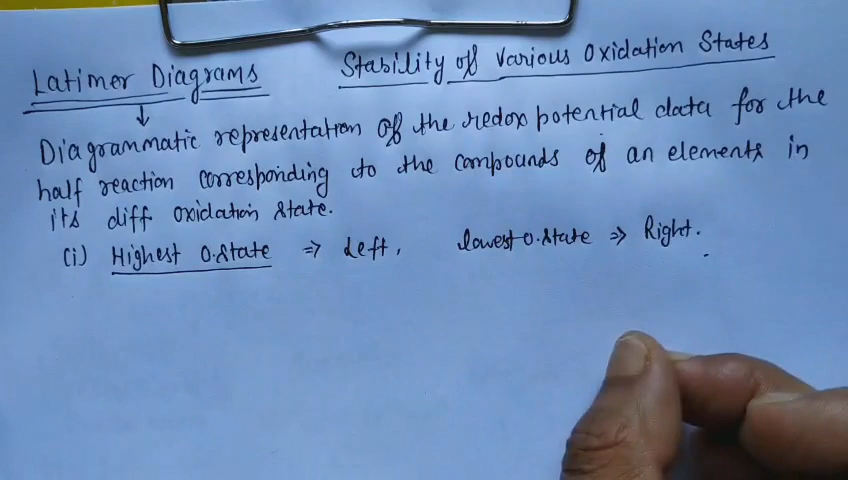 Latimer Diagrams Stability of Various Oxidation States
Diagrammatic representation of the redox potential data for the
half reaction corresponding to the compounds of an elements in
its diff oxidation state.
(i) Highest O.State ⇒ Left, lowest O.state ⇒ Right.